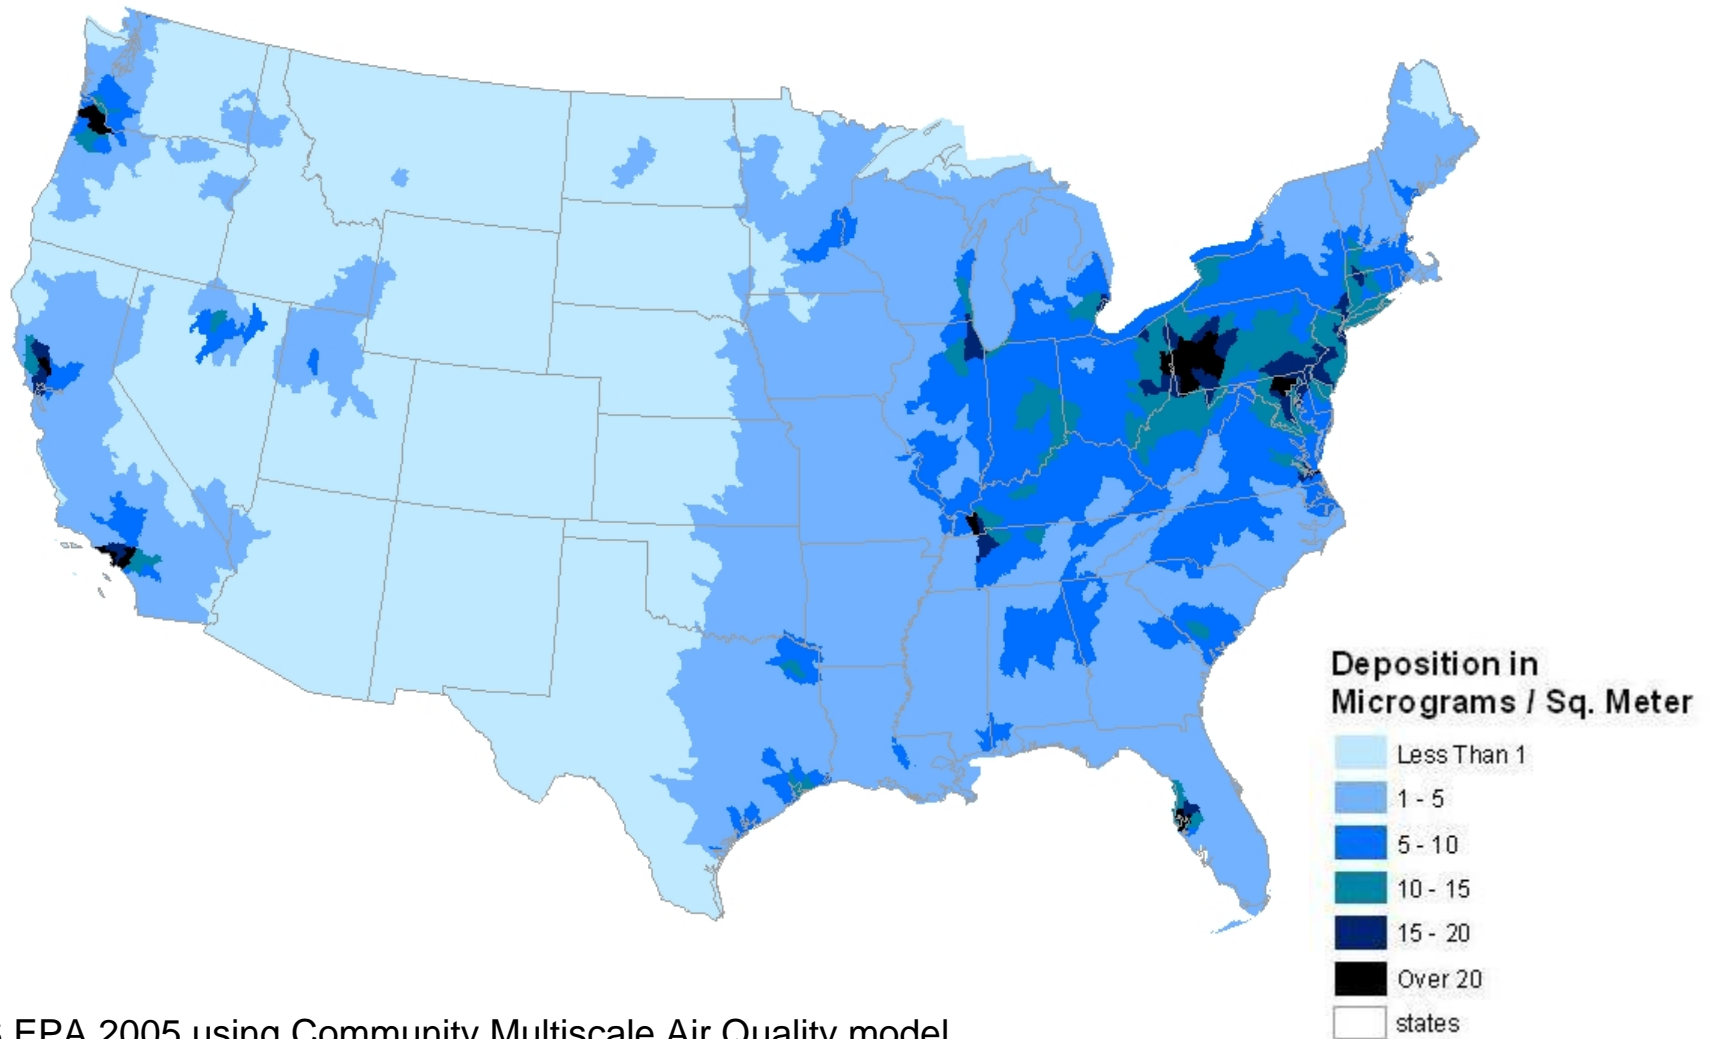 Deposition in
Micrograms / Sq. Meter
Less Than 1
1 - 5
5 - 10
10 - 15
15 - 20
Over 20
states
EPA 2005 using Community Multiscale Air Quality model